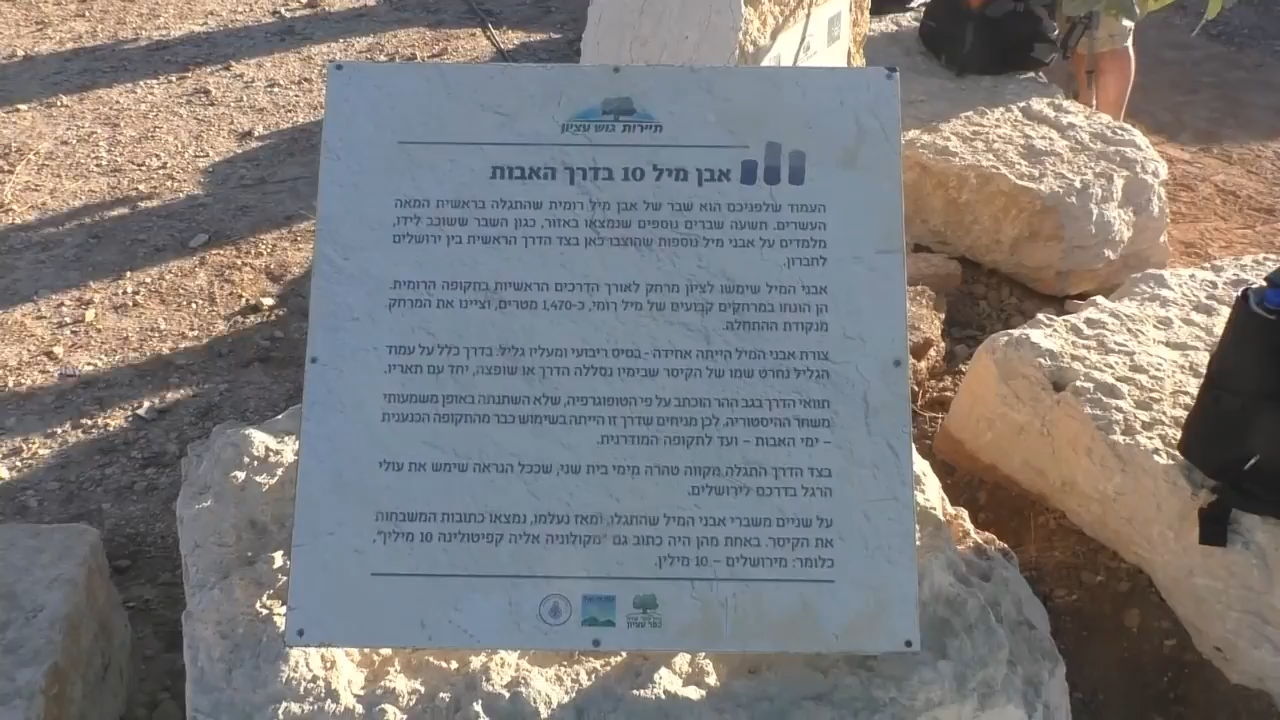 תיירות גוש עציון
אבן מיל 10 בדרך האבות
העמוד שלפניכם הוא שבר של אבן מיל רומית שהתגלה בראשית המאה
העשרים. תשעה שברים נוספים שנמצאו באזור, כגון השבר ששוכב לידו,
מלמדים על אבני מיל נוספות שהוצבו כאן בצד הדרך הראשית בין ירושלים
לחברון.
אבני המיל שימשו לציון מרחק לאורך הדרכים הראשיות בתקופה הרומית.
הן הונחו במרחקים קבועים של מיל רומי, כ-1,470 מטרים, וציינו את המרחק
מנקודת ההתחלה.
צורת אבני המיל הייתה אחידה - בסיס ריבועי ומעליו גליל. בדרך כלל על עמוד
הגליל נחרט שמו של הקיסר שבימיו נסללה הדרך או שופצה, יחד עם תאריו.
תוואי הדרך בגב ההר הוכתב על פי הטופוגרפיה, שלא השתנתה באופן משמעותי
משחר ההיסטוריה. לכן מניחים שדרך זו הייתה בשימוש כבר מהתקופה הכנענית
– ימי האבות – ועד לתקופה המודרנית.
בצד הדרך התגלה מקווה טהרה מימי בית שני, שככל הנראה שימש את עולי
הרגל בדרכם לירושלים.
על שניים משברי אבני המיל שהתגלו, ומאז נעלמו, נמצאו כתובות המשבחות
את הקיסר. באחת מהן היה כתוב גם "מקולוניה אליה קפיטולינה 10 מילין",
כלומר: מירושלים – 10 מילין.
כפר עציון